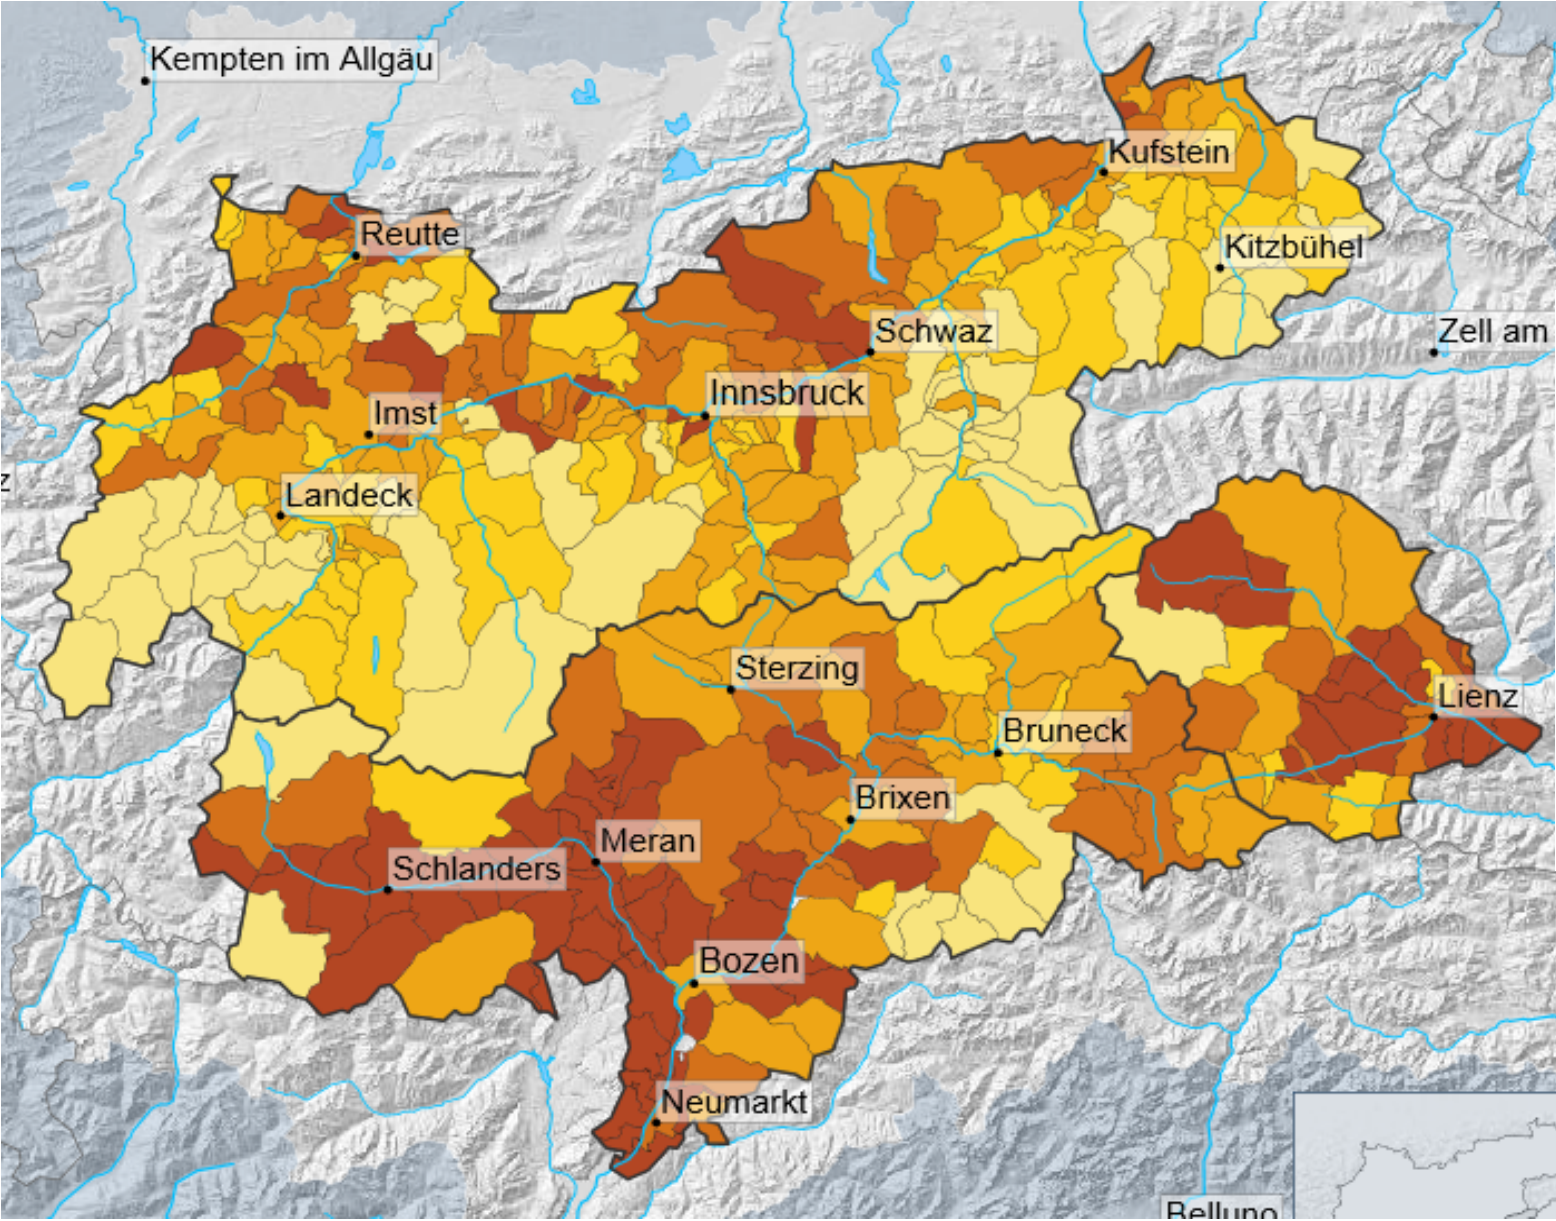 Kempten im Allgäu
Kufstein
Reutte
Kitzbühel
Schwaz
Zell am
Innsbruck
Imst
z
Landeck
Sterzing
Lienz
Bruneck
Brixen
Meran
Schlanders
Bozen
Neumarkt
Belluno